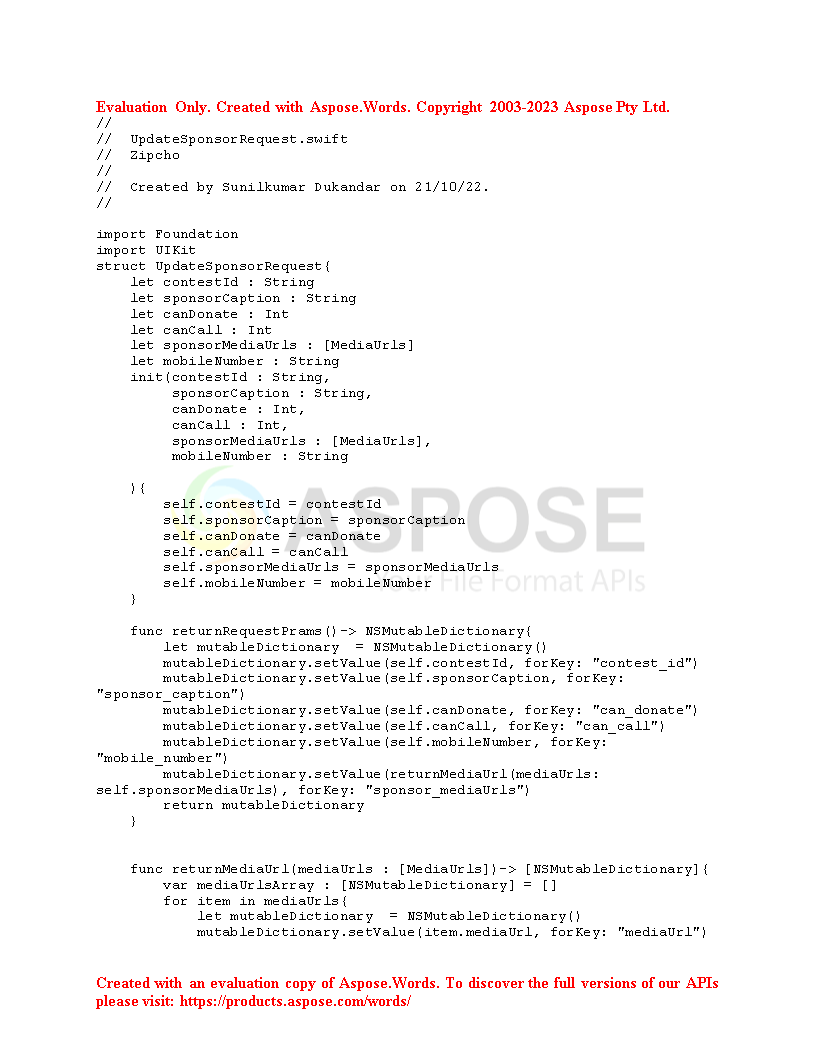 Evaluation Only. Created with Aspose.Words. Copyright 2003-2023 Aspose Pty Ltd.
//
//  UpdateSponsorRequest.swift
//  Zipcho
//
//  Created by Sunilkumar Dukandar on 21/10/22.
//
import Foundation
import UIKit
struct UpdateSponsorRequest{
    let contestId : String
    let sponsorCaption : String
    let canDonate : Int
    let canCall : Int
    let sponsorMediaUrls : [MediaUrls]
    let mobileNumber : String
    init(contestId : String,
         sponsorCaption : String,
         canDonate : Int,
         canCall : Int,
         sponsorMediaUrls : [MediaUrls],
         mobileNumber : String
    ){
        self.contestId = contestId
        self.sponsorCaption = sponsorCaption
        self.canDonate = canDonate
        self.canCall = canCall
        self.sponsorMediaUrls = sponsorMediaUrls
        self.mobileNumber = mobileNumber
    }
ASPOSE
Your File Format APIs
    func returnRequestPrams()-> NSMutableDictionary{
        let mutableDictionary  = NSMutableDictionary()
        mutableDictionary.setValue(self.contestId, forKey: "contest_id")
        mutableDictionary.setValue(self.sponsorCaption, forKey:
"sponsor_caption")
        mutableDictionary.setValue(self.canDonate, forKey: "can_donate")
        mutableDictionary.setValue(self.canCall, forKey: "can_call")
        mutableDictionary.setValue(self.mobileNumber, forKey:
"mobile_number")
        mutableDictionary.setValue(returnMediaUrl(mediaUrls:
self.sponsorMediaUrls), forKey: "sponsor_mediaUrls")
        return mutableDictionary
    }
    func returnMediaUrl(mediaUrls : [MediaUrls])-> [NSMutableDictionary]{
        var mediaUrlsArray : [NSMutableDictionary] = []
        for item in mediaUrls{
            let mutableDictionary  = NSMutableDictionary()
            mutableDictionary.setValue(item.mediaUrl, forKey: "mediaUrl")
Created with an evaluation copy of Aspose.Words. To discover the full versions of our APIs
please visit: https://products.aspose.com/words/